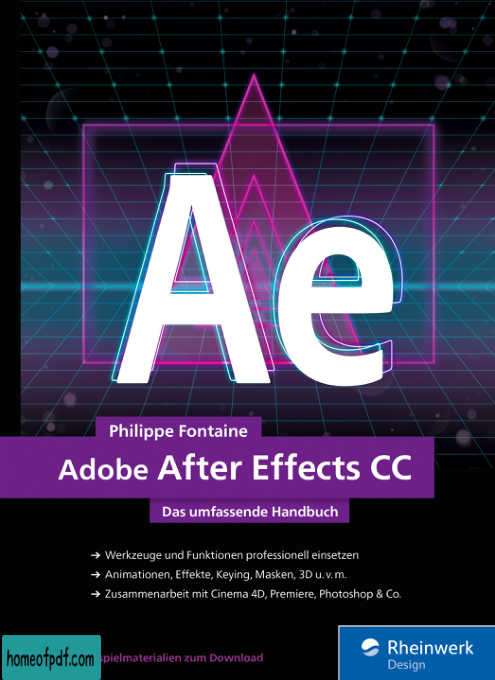 Ae
Philippe Fontaine
Adobe After Effects CC
Das umfassende Handbuch
➔ Werkzeuge und Funktionen professionell einsetzen
➔ Animationen, Effekte, Keying, Masken, 3D u. v. m.
➔ Zusammenarbeit mit Cinema 4D, Premiere, Photoshop & Co.
spielmaterialien zum Download
homeofpdf.com
Rheinwerk
Design